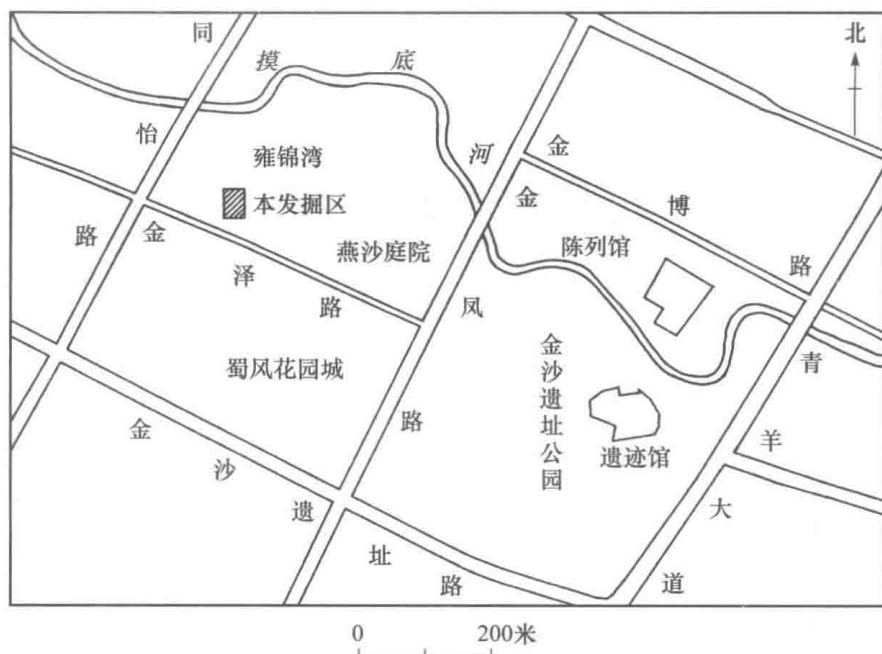 北
同怡路
摸底河
雍锦湾
本发掘区
燕沙庭院
金泽路
蜀风花园城
金沙遗址路
金凤路
金博路
陈列馆
金沙遗址公园
遗迹馆
青羊大道
0 200米